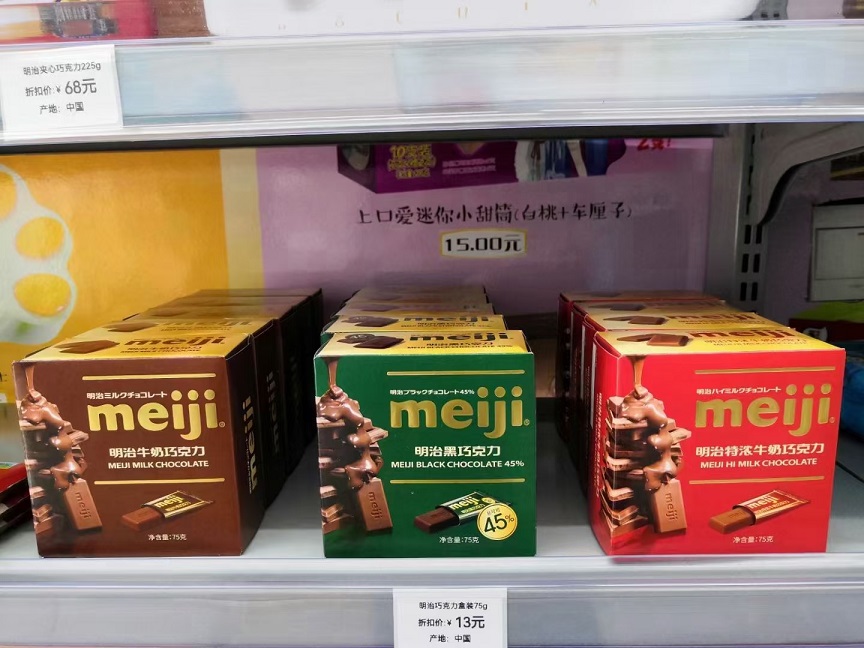 明治夹心巧克力225g
折扣价:¥ 68元
产地：中国
上口爱迷你小甜筒(白桃+车厘子)
15.00元
明治ミルクチョコレート
meiji
明治牛奶巧克力
MEIJI MILK CHOCOLATE
meiji
meiji
净含量:75克
meiji
明治ブラックチョコレート45%
meiji
明治黑巧克力
MEIJI BLACK CHOCOLATE 45%
meiji
meiji
45%
净含量:75克
明治ハイミルクチョコレート
meiji
明治特浓牛奶巧克力
MEIJI HI MILK CHOCOLATE
meiji
净含量:75克
明治巧克力盒装75g
折扣价:¥ 13元
产地：中国